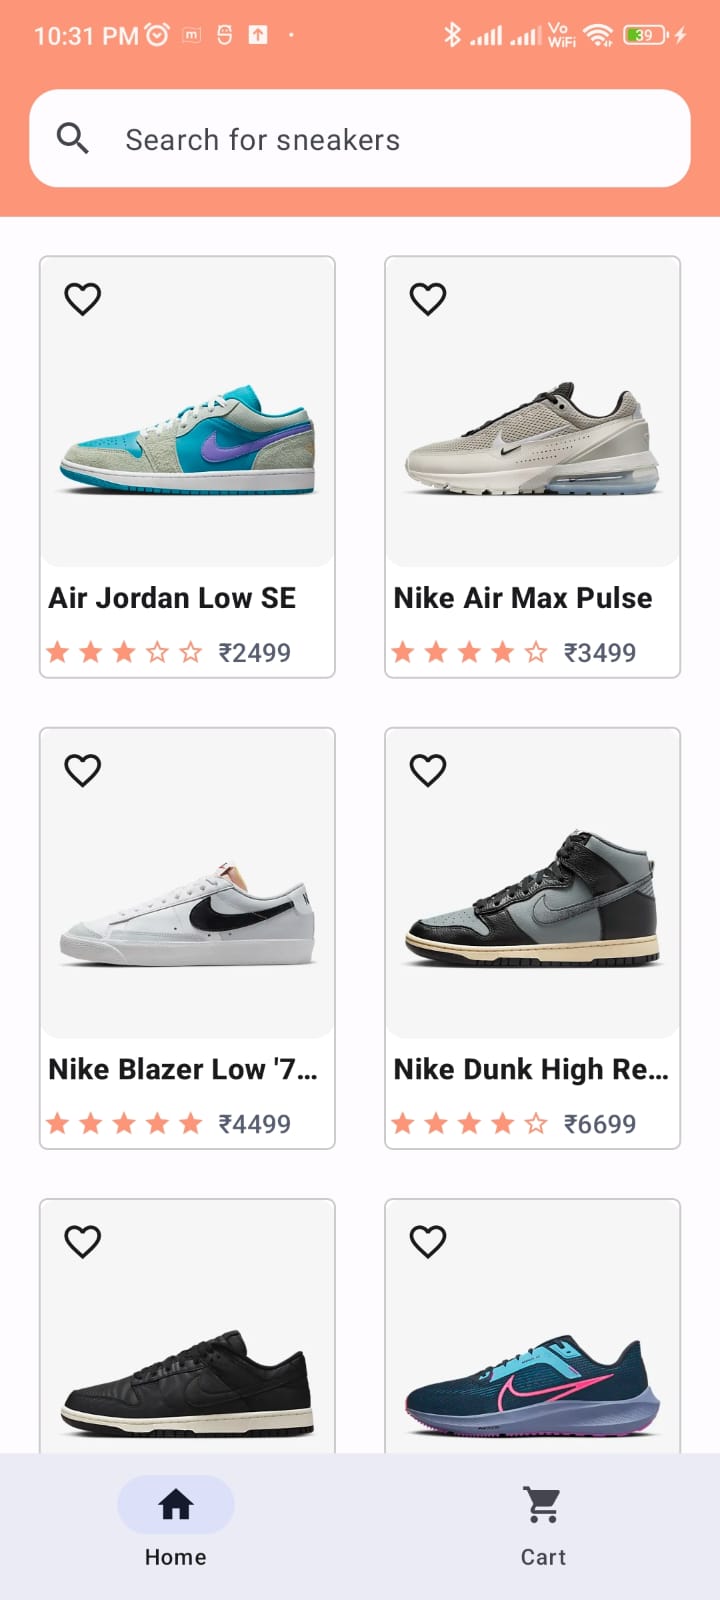 10:31 PM
Vo
WiFi
39
Search for sneakers
Air Jordan Low SE
₹2499
Nike Air Max Pulse
₹3499
Nike Blazer Low '7...
₹4499
Nike Dunk High Re...
₹6699
Home
Cart